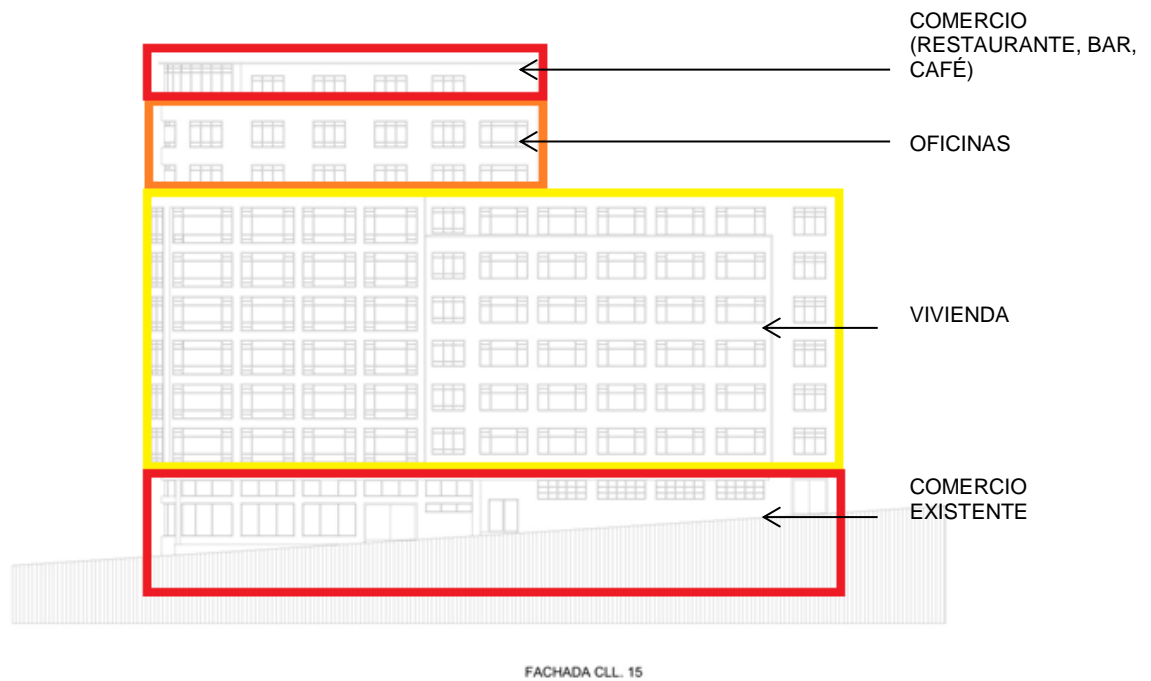 COMERCIO
(RESTAURANTE, BAR,
CAFÉ)
OFICINAS
VIVIENDA
COMERCIO
EXISTENTE
FACHADA CLL. 15